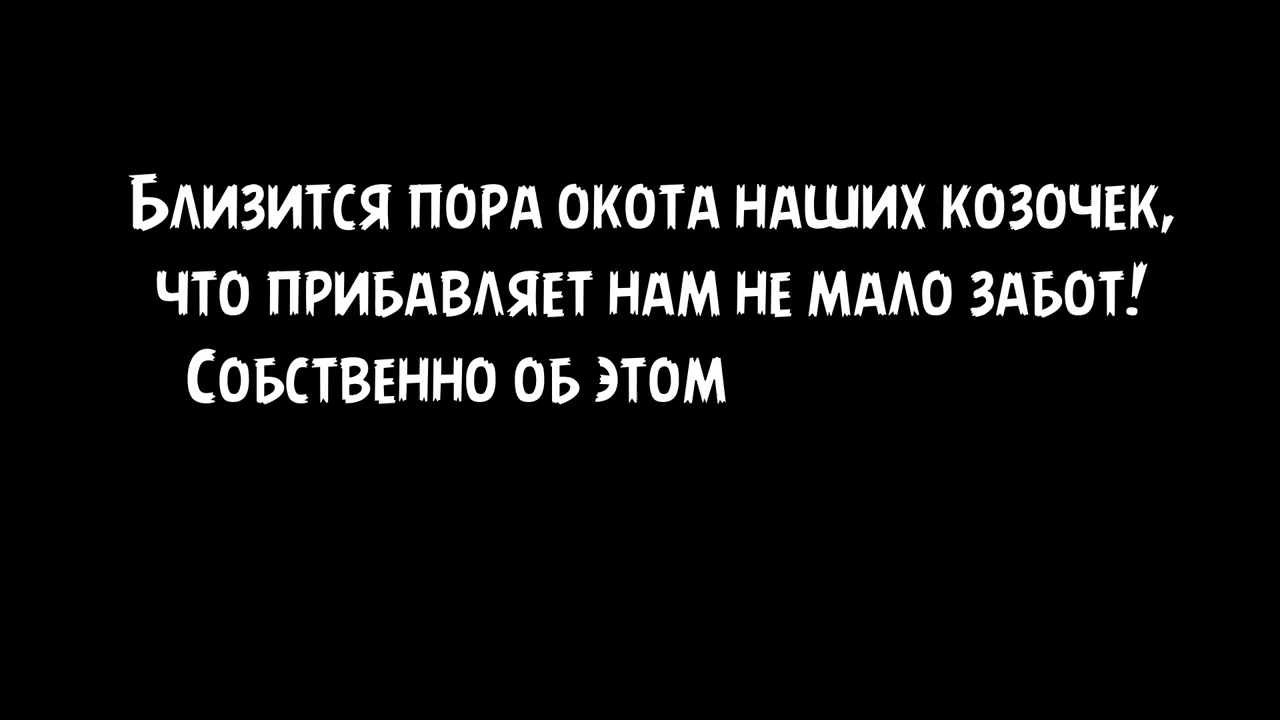 Близится пора окота наших козочек,
что прибавляет нам не мало забот!
Собственно об этом